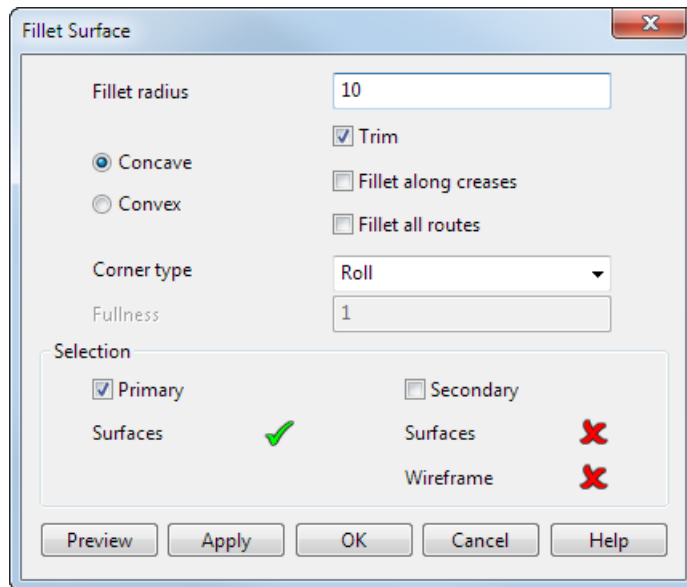 Fillet Surface
Fillet radius 10
Trim
Concave
Fillet along creases
Convex
Fillet all routes
Corner type Roll
Fullness 1
Selection
Primary Secondary
Surfaces Surfaces
Wireframe
Preview Apply OK Cancel Help